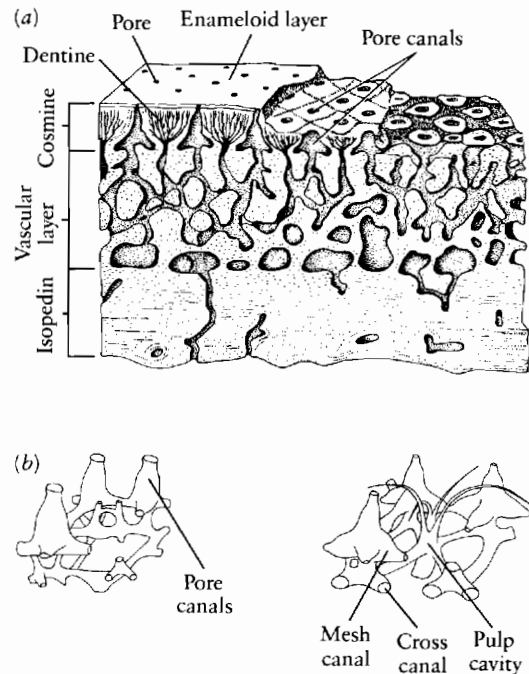 (a)
Pore
Enameloid layer
Pore canals
Dentine
Cosmine
Vascular
layer
Isopedin
(b)
Pore
canals
Mesh
canal
Cross
canal
Pulp
cavity